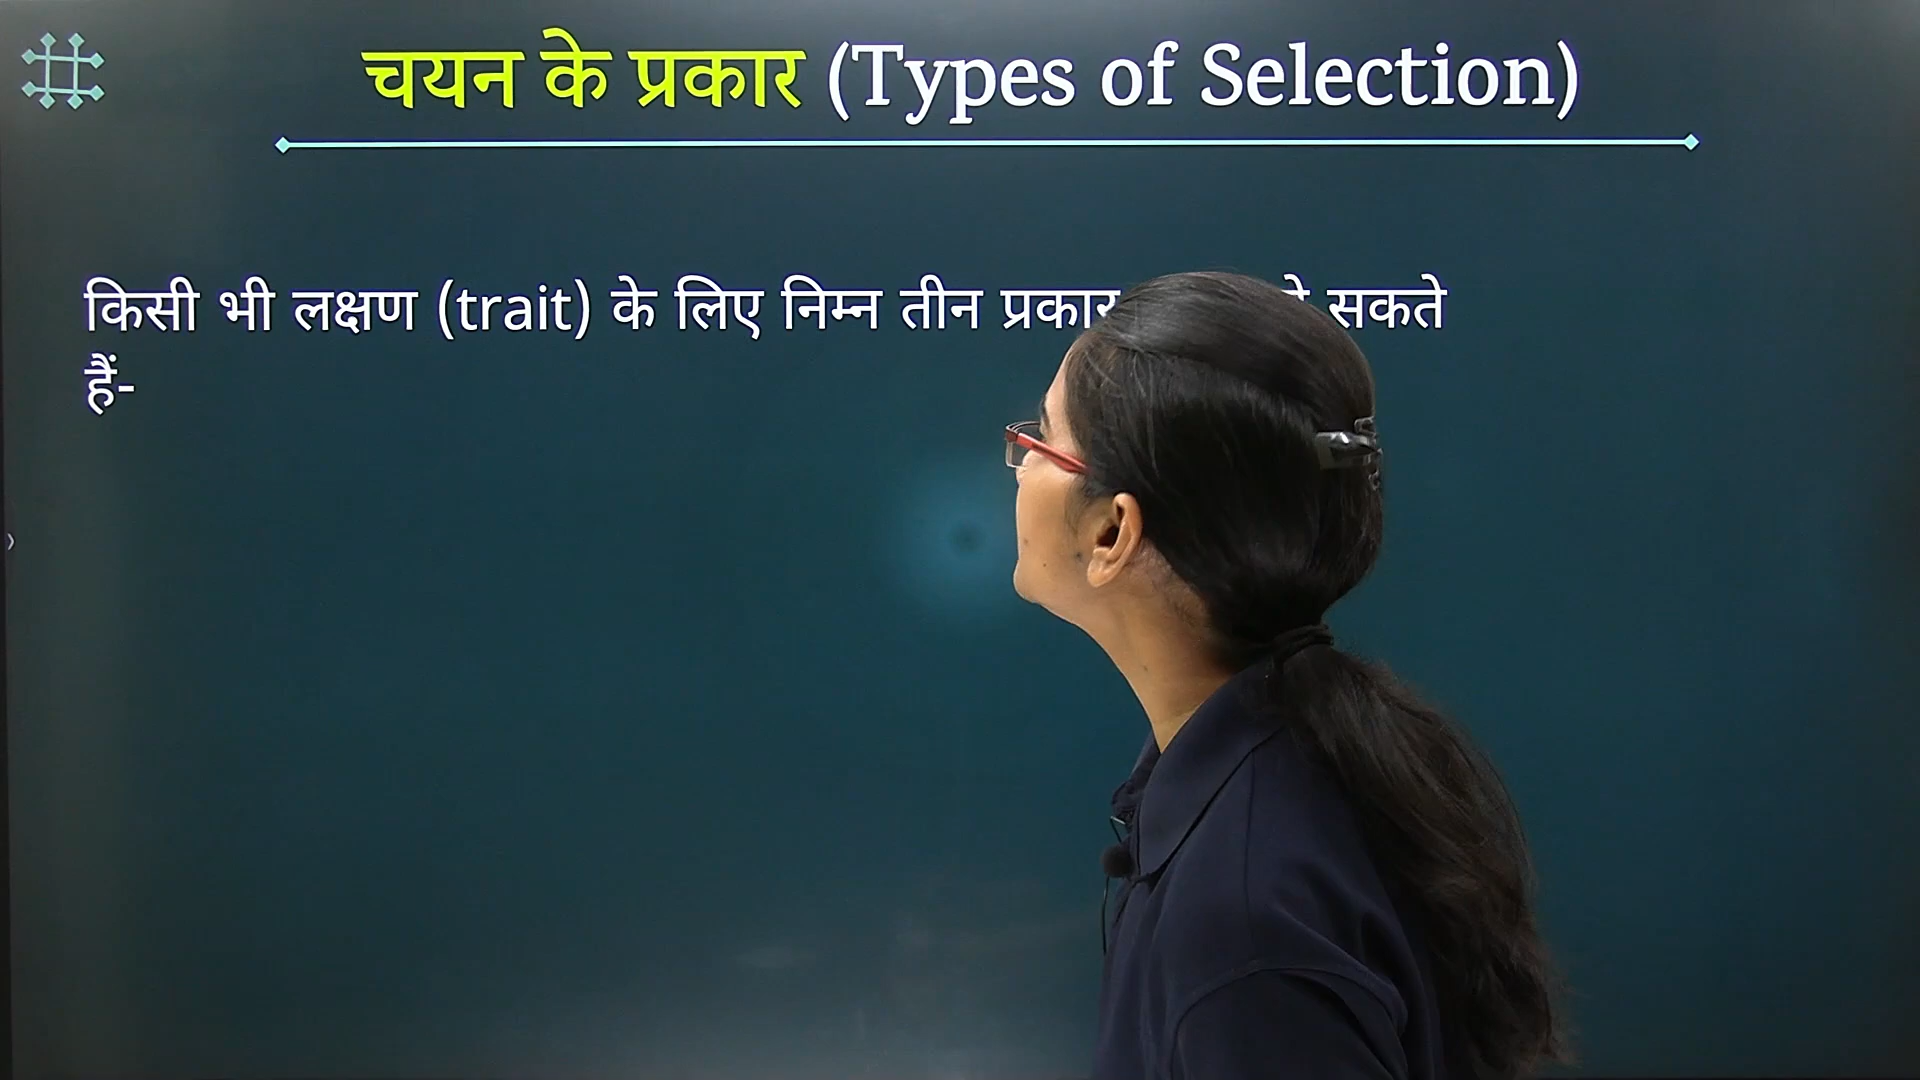 चयन के प्रकार (Types of Selection)
किसी भी लक्षण (trait) के लिए निम्न तीन प्रकार सकते
हैं-